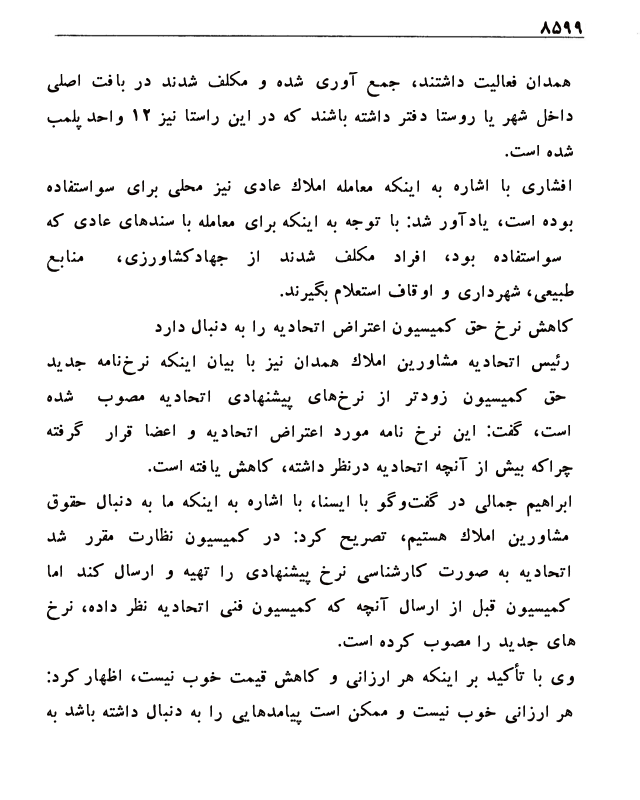 ۸۵۹۹
همدان فعالیت داشتند، جمع آوری شده و مکلف شدند در بافت اصلی
داخل شهر یا روستا دفتر داشته باشند که در این راستا نیز ۱۲ واحد پلمب
شده است.
افشاری با اشاره به اینکه معامله املاک عادی نیز محلی برای سواستفاده
بوده است، یادآور شد: با توجه به اینکه برای معامله با سندهای عادی که
سواستفاده بود، افراد مکلف شدند از جهادکشاورزی، منابع
طبیعی، شهرداری و اوقاف استعلام بگیرند.
کاهش نرخ حق کمیسیون اعتراض اتحادیه را به دنبال دارد
رئیس اتحادیه مشاورین املاک همدان نیز با بیان اینکه نرخ‌نامه جدید
حق کمیسیون زودتر از نرخ‌های پیشنهادی اتحادیه مصوب شده
است، گفت: این نرخ نامه مورد اعتراض اتحادیه و اعضا قرار گرفته
چراکه بیش از آنچه اتحادیه درنظر داشته، کاهش یافته است.
ابراهیم جمالی در گفت‌وگو با ایسنا، با اشاره به اینکه ما به دنبال حقوق
مشاورین املاک هستیم، تصریح کرد: در کمیسیون نظارت مقرر شد
اتحادیه به صورت کارشناسی نرخ پیشنهادی را تهیه و ارسال کند اما
کمیسیون قبل از ارسال آنچه که کمیسیون فنی اتحادیه نظر داده، نرخ
های جدید را مصوب کرده است.
وی با تأکید بر اینکه هر ارزانی و کاهش قیمت خوب نیست، اظهار کرد:
هر ارزانی خوب نیست و ممکن است پیامدهایی را به دنبال داشته باشد به